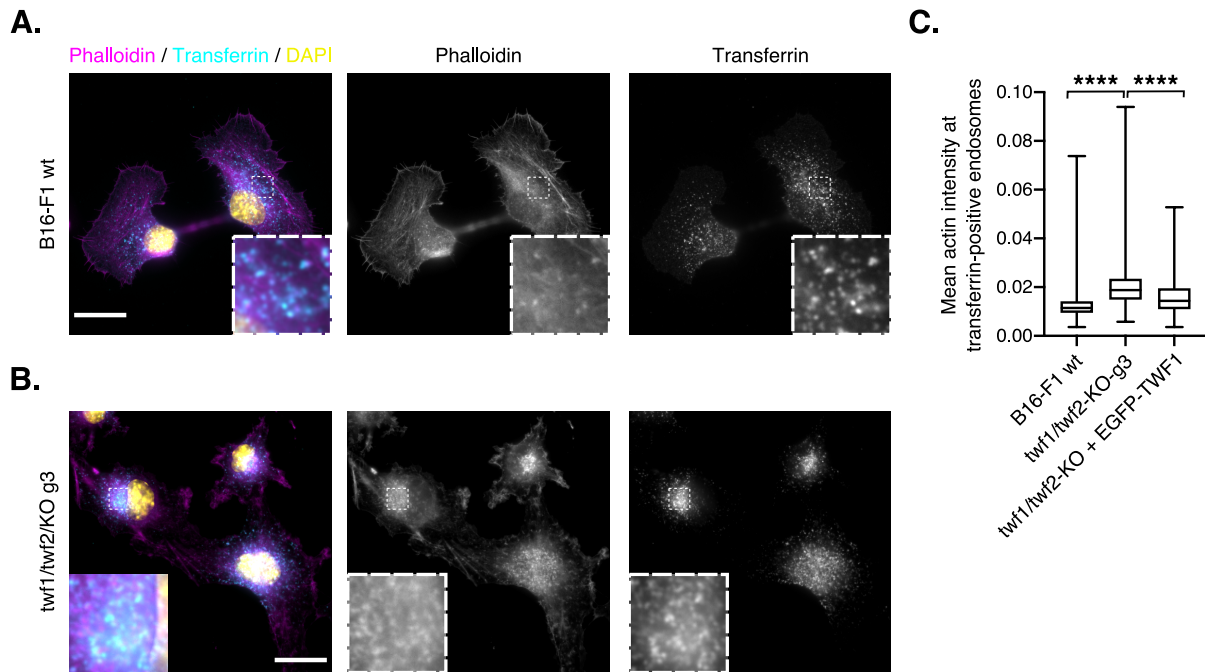 A.
Phalloidin / Transferrin / DAPI
Phalloidin
Transferrin
B16-F1 wt
B.
twf1/twf2/KO g3
C.
Mean actin intensity at
transferrin-positive endosomes
**** ****
0.10
0.08
0.06
0.04
0.02
0.00
B16-F1 wt
twf1/twf2-KO-g3
twf1/twf2-KO + EGFP-TWF1